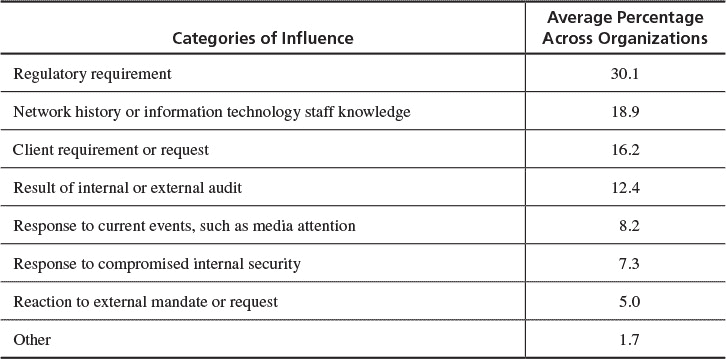 Categories of Influence
Average Percentage
Across Organizations
Regulatory requirement 30.1
Network history or information technology staff knowledge 18.9
Client requirement or request 16.2
Result of internal or external audit 12.4
Response to current events, such as media attention 8.2
Response to compromised internal security 7.3
Reaction to external mandate or request 5.0
Other 1.7